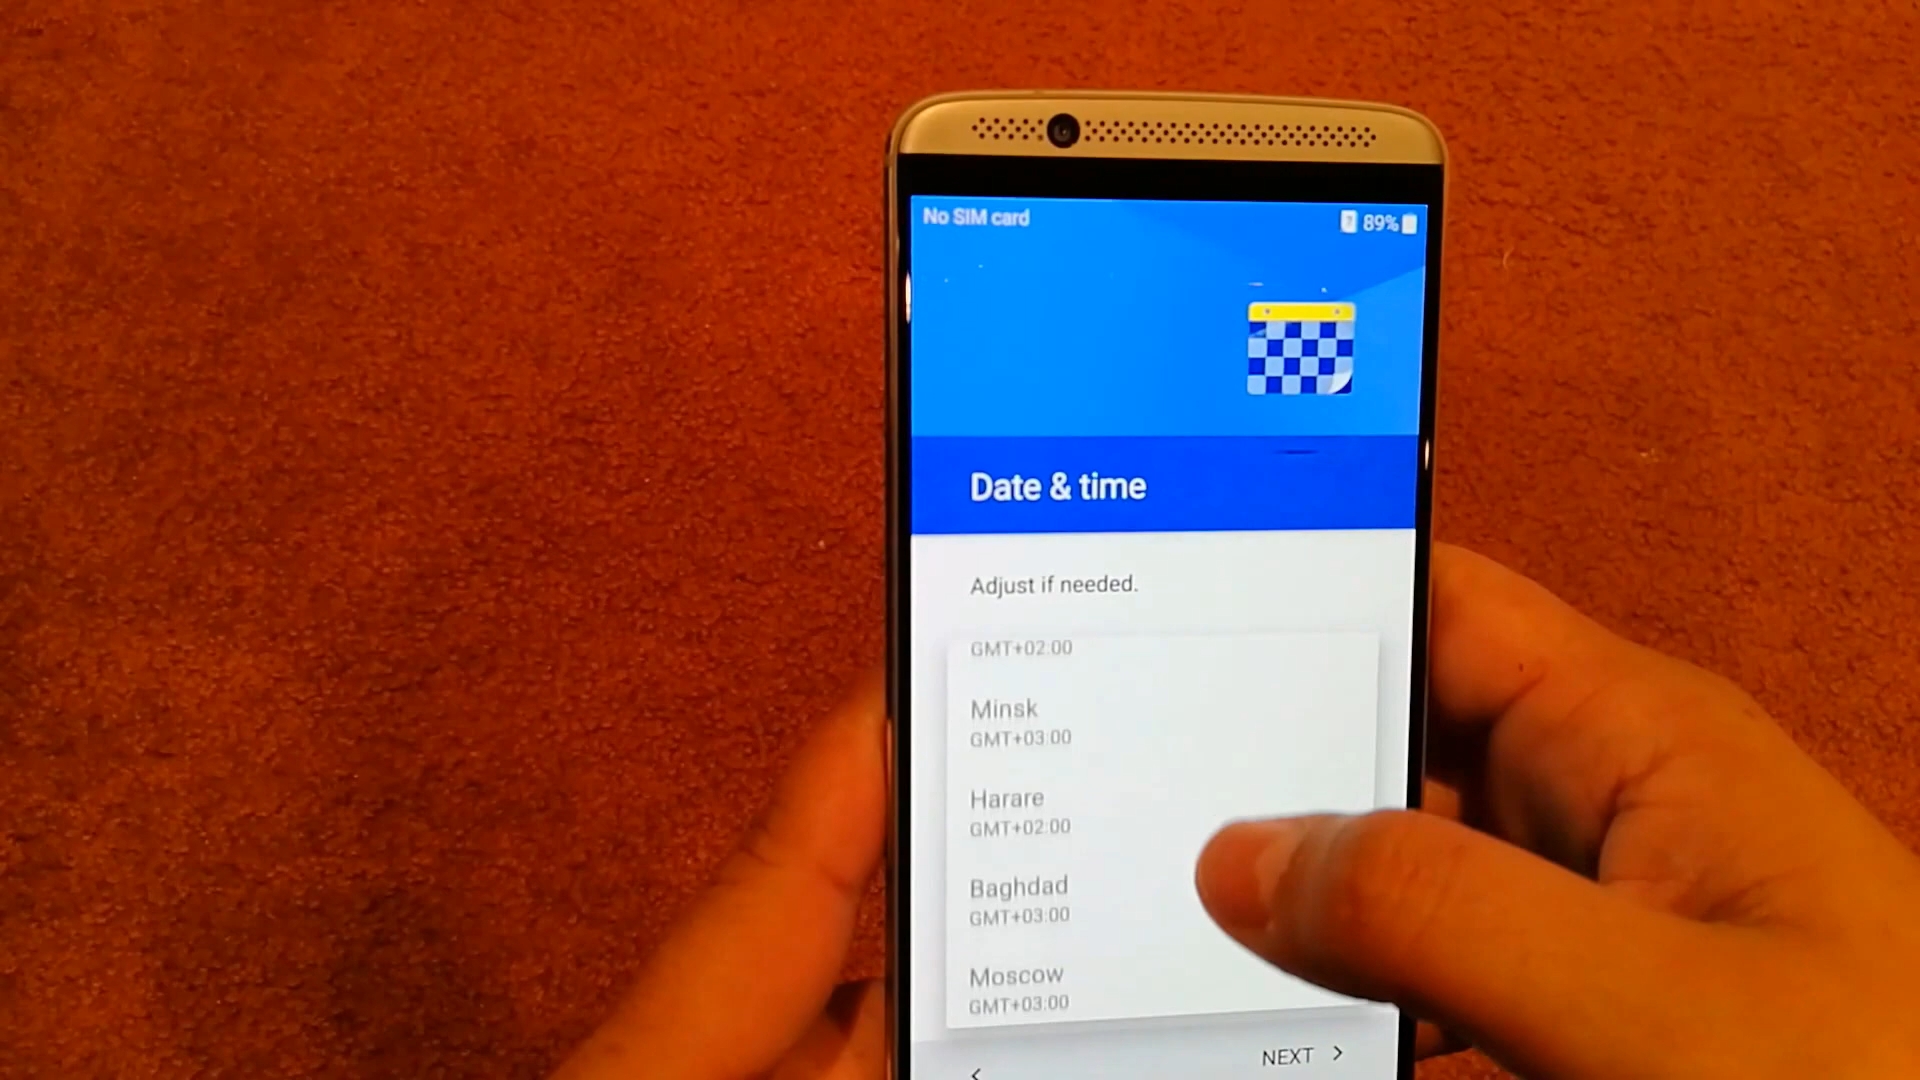 No SIM card
89%
Date & time
Adjust if needed.
GMT+02:00
Minsk
GMT+03:00
Harare
GMT+02:00
Baghdad
GMT+03:00
Moscow
GMT+03:00
NEXT